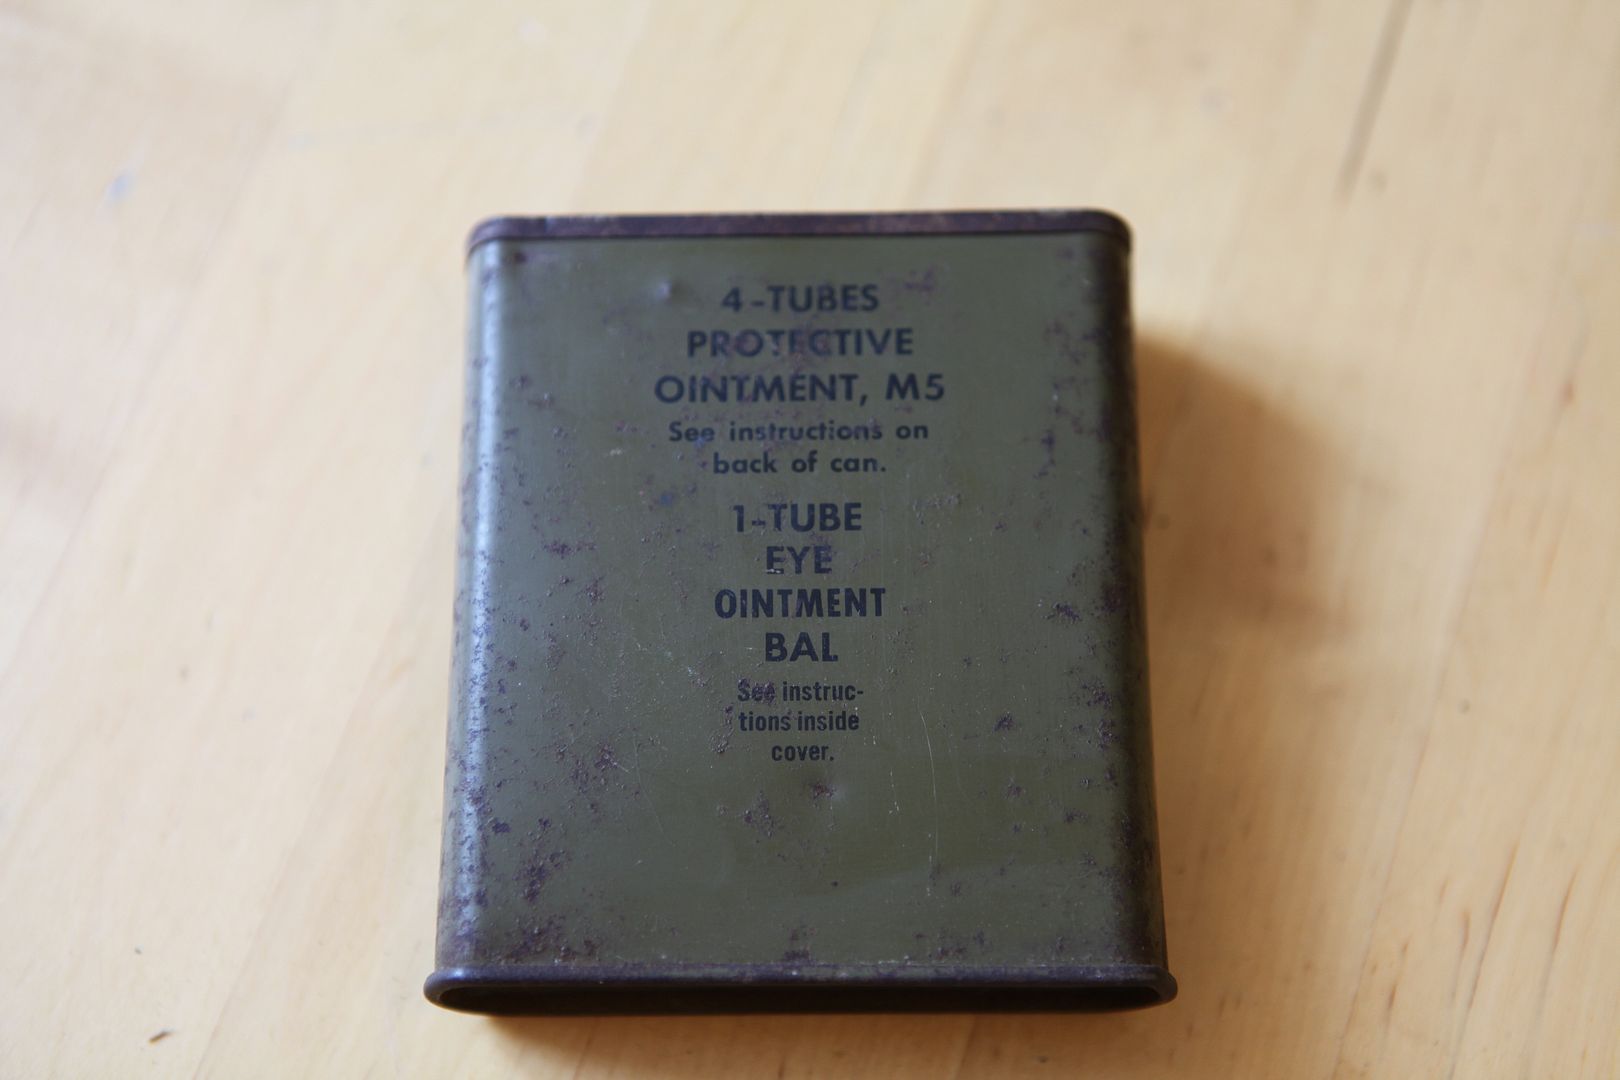 4-TUBES
PROTECTIVE
OINTMENT, M5
See instructions on
back of can.
1-TUBE
EYE
OINTMENT
BAL
See instruc-
tions inside
cover.